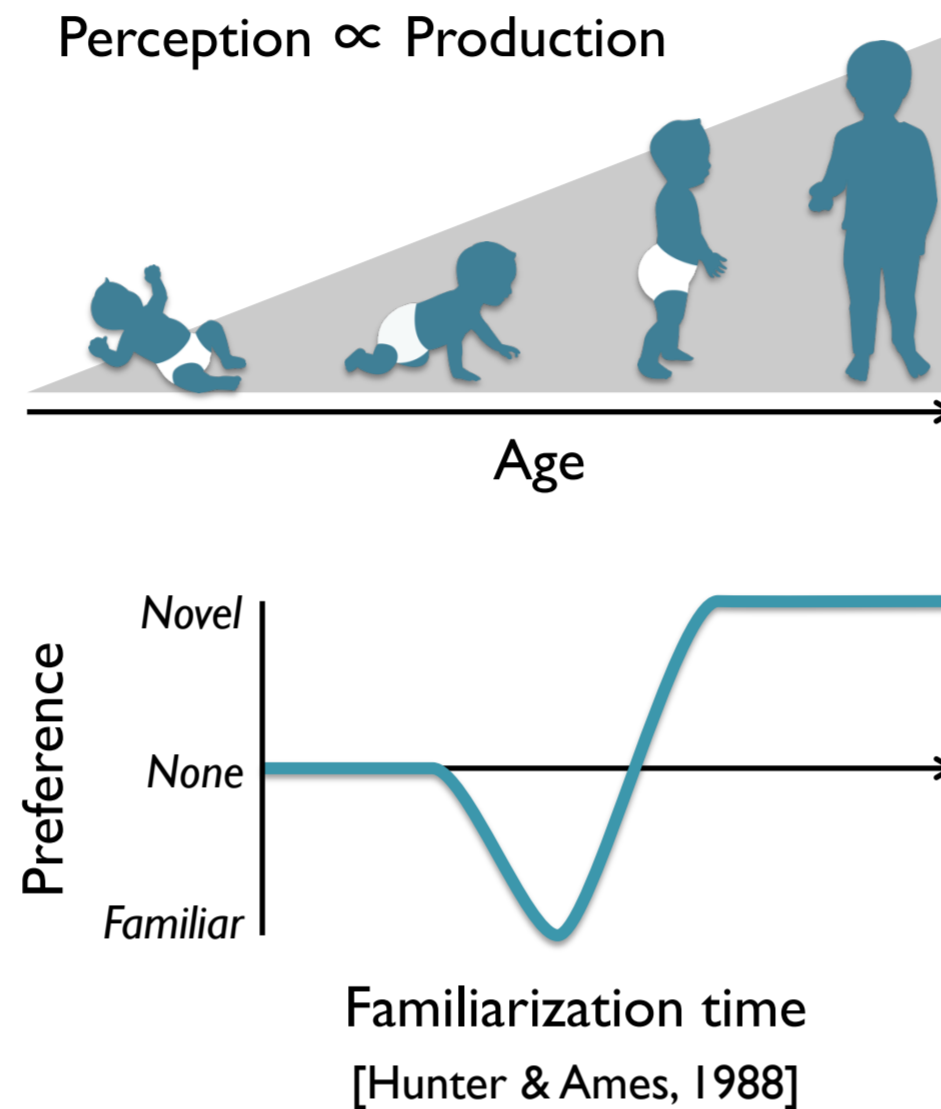 Perception ∝ Production
Age
Novel
None
Familiar
Preference
Familiarization time
[Hunter & Ames, 1988]